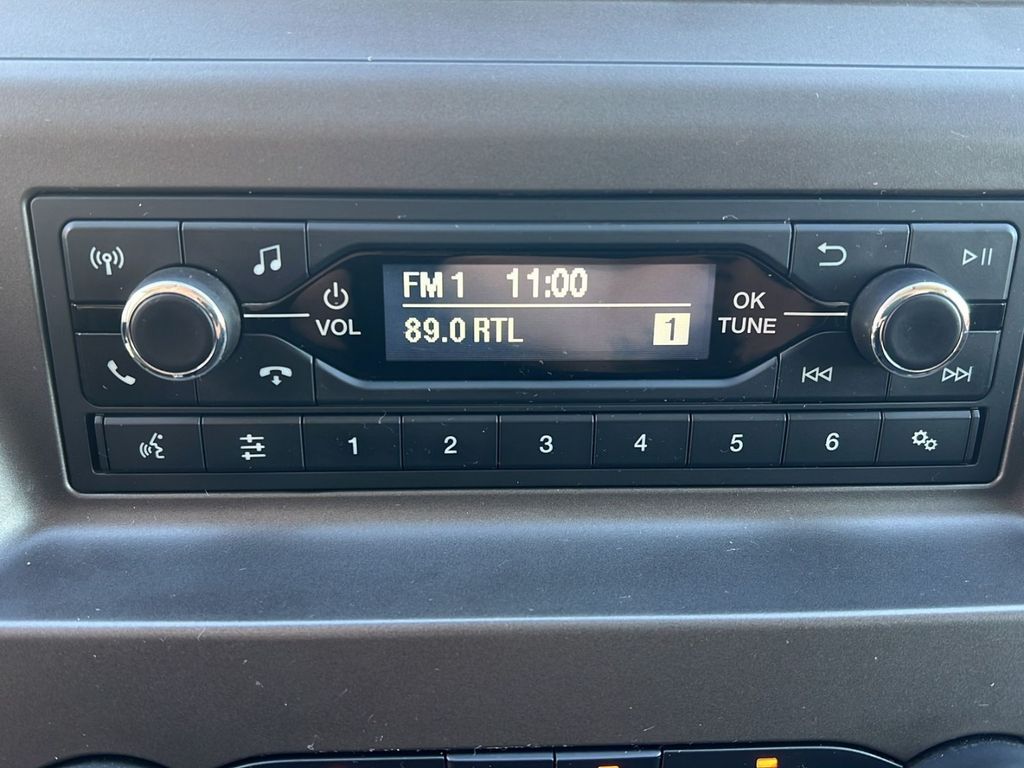 FM 1 11:00
89.0 RTL 1
VOL
OK
TUNE
1 2 3 4 5 6